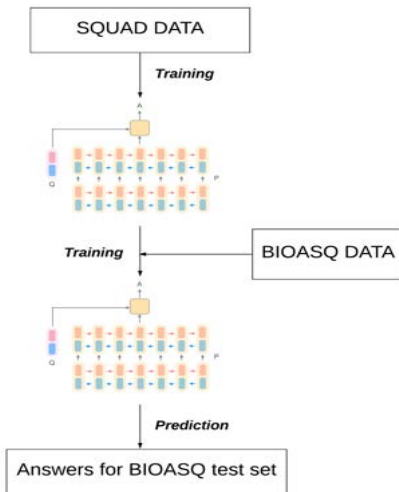 SQUAD DATA
Training
A
Q
P
Training
BIOASQ DATA
A
Q
P
Prediction
Answers for BIOASQ test set